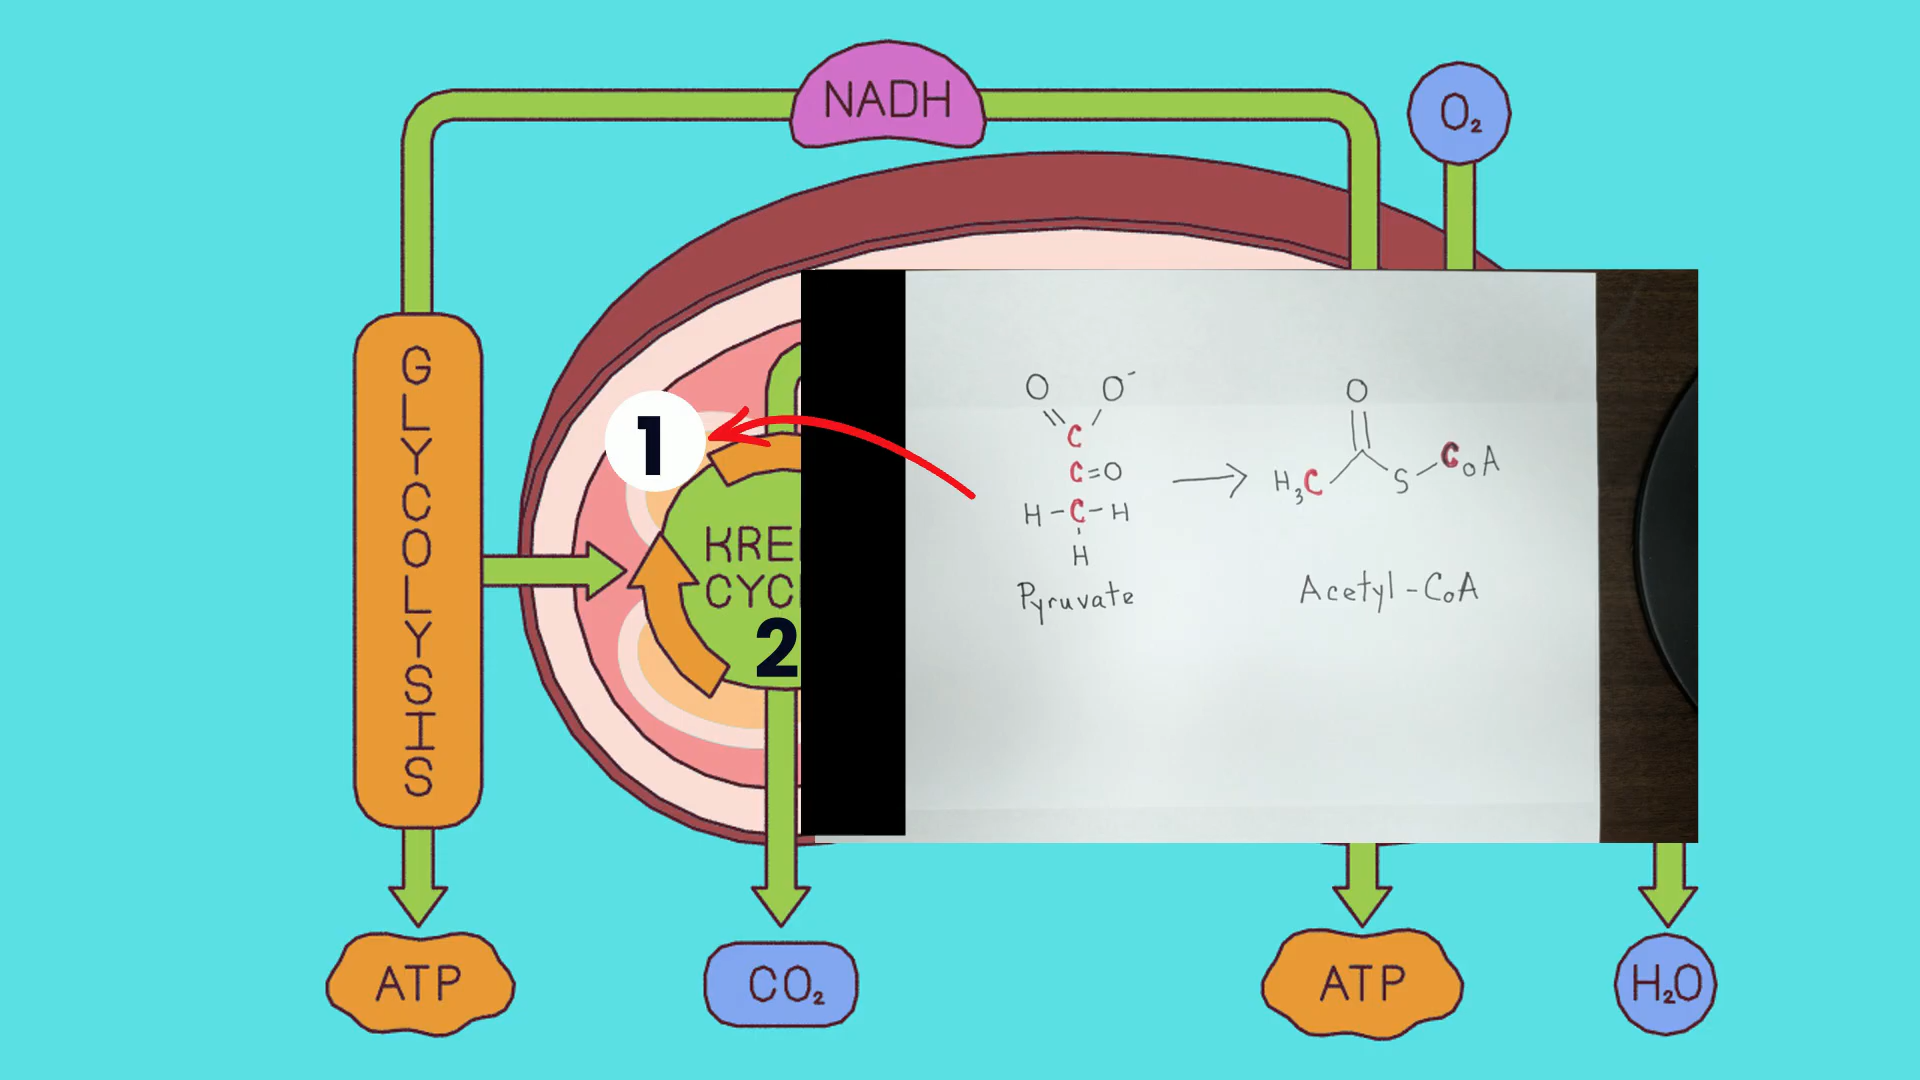 NADH
O₂
GLYCOLYSIS
1
KRE
CYC
2
O O⁻
C
C=O
H-C-H
H
Pyruvate
→
O
H₃C S-CoA
Acetyl-CoA
ATP
CO₂
ATP
H₂O